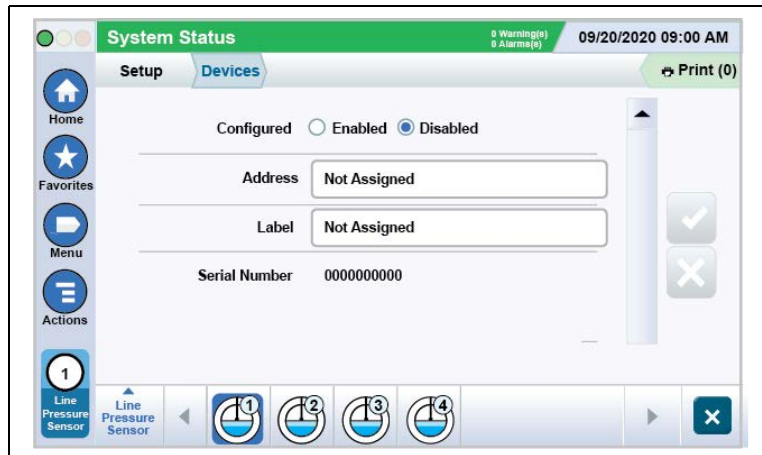 System Status
0 Warning(s)
0 Alarms(s)
09/20/2020 09:00 AM
Setup
Devices
Print (0)
Home
Favorites
Menu
Actions
1
Line
Pressure
Sensor
Configured Enabled Disabled
Address Not Assigned
Label Not Assigned
Serial Number 0000000000
Line
Pressure
Sensor
1
2
3
4